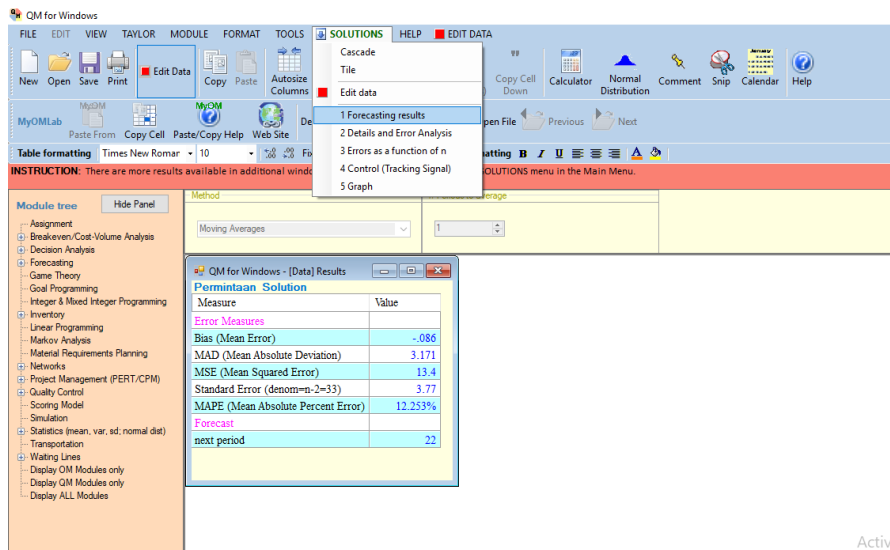 QM for Windows
FILE EDIT VIEW TAYLOR MODULE FORMAT TOOLS SOLUTIONS HELP EDIT DATA
New Open Save Print Edit Data Copy Paste Autosize Columns Copy Cell Down Calculator Normal Distribution Comment Snip Calendar Help
Cascade
Tile
Edit data
1 Forecasting results
2 Details and Error Analysis
3 Errors as a function of n
4 Control (Tracking Signal)
5 Graph
MyOMLab MyOM Paste From Copy Cell Paste/Copy Help MyOM Web Site Previous Next
Table formatting Times New Roman 10
INSTRUCTION: There are more results available in additional SOLUTIONS menu in the Main Menu.
Module tree Hide Panel
Assignment
Breakeven/Cost-Volume Analysis
Decision Analysis
Forecasting
Game Theory
Goal Programming
Integer & Mixed Integer Programming
Inventory
Linear Programming
Markov Analysis
Material Requirements Planning
Networks
Project Management (PERT/CPM)
Quality Control
Scoring Model
Simulation
Statistics (mean, var, sd; normal dist)
Transportation
Waiting Lines
Display OM Modules only
Display QM Modules only
Display ALL Modules
Method
Moving Averages
1
QM for Windows - [Data] Results
Permintaan Solution
Measure Value
Error Measures
Bias (Mean Error) -.086
MAD (Mean Absolute Deviation) 3.171
MSE (Mean Squared Error) 13.4
Standard Error (denom=n-2=33) 3.77
MAPE (Mean Absolute Percent Error) 12.253%
Forecast
next period 22